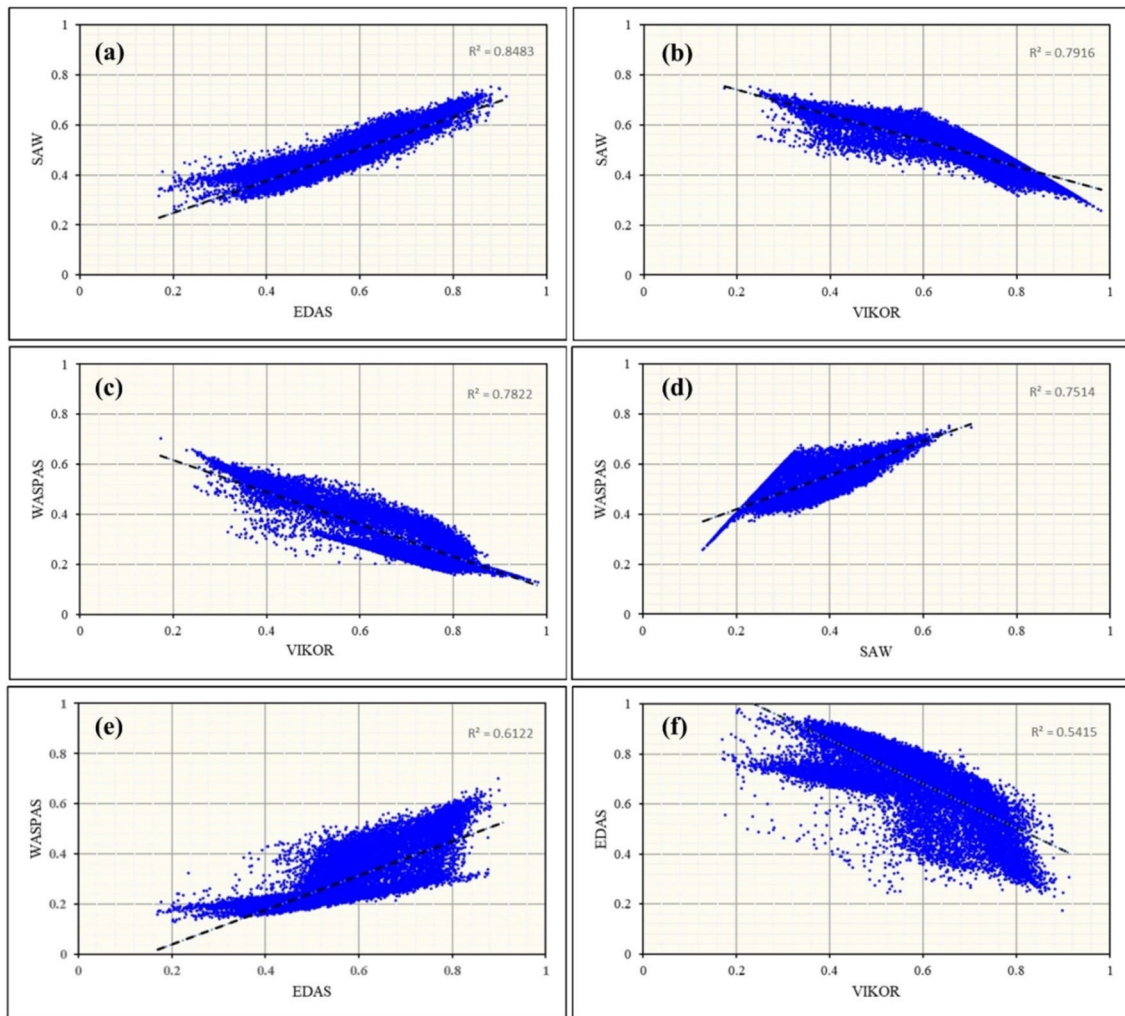 (a)
R² = 0.8483
1
0.8
0.6
0.4
0.2
0
SAW
0 0.2 0.4 0.6 0.8 1
EDAS
(b)
R² = 0.7916
1
0.8
0.6
0.4
0.2
0
SAW
0 0.2 0.4 0.6 0.8 1
VIKOR
(c)
R² = 0.7822
1
0.8
0.6
0.4
0.2
0
WASPAS
0 0.2 0.4 0.6 0.8 1
VIKOR
(d)
R² = 0.7514
1
0.8
0.6
0.4
0.2
0
WASPAS
0 0.2 0.4 0.6 0.8 1
SAW
(e)
R² = 0.6122
1
0.8
0.6
0.4
0.2
0
WASPAS
0 0.2 0.4 0.6 0.8 1
EDAS
(f)
R² = 0.5415
1
0.8
0.6
0.4
0.2
0
EDAS
0 0.2 0.4 0.6 0.8 1
VIKOR